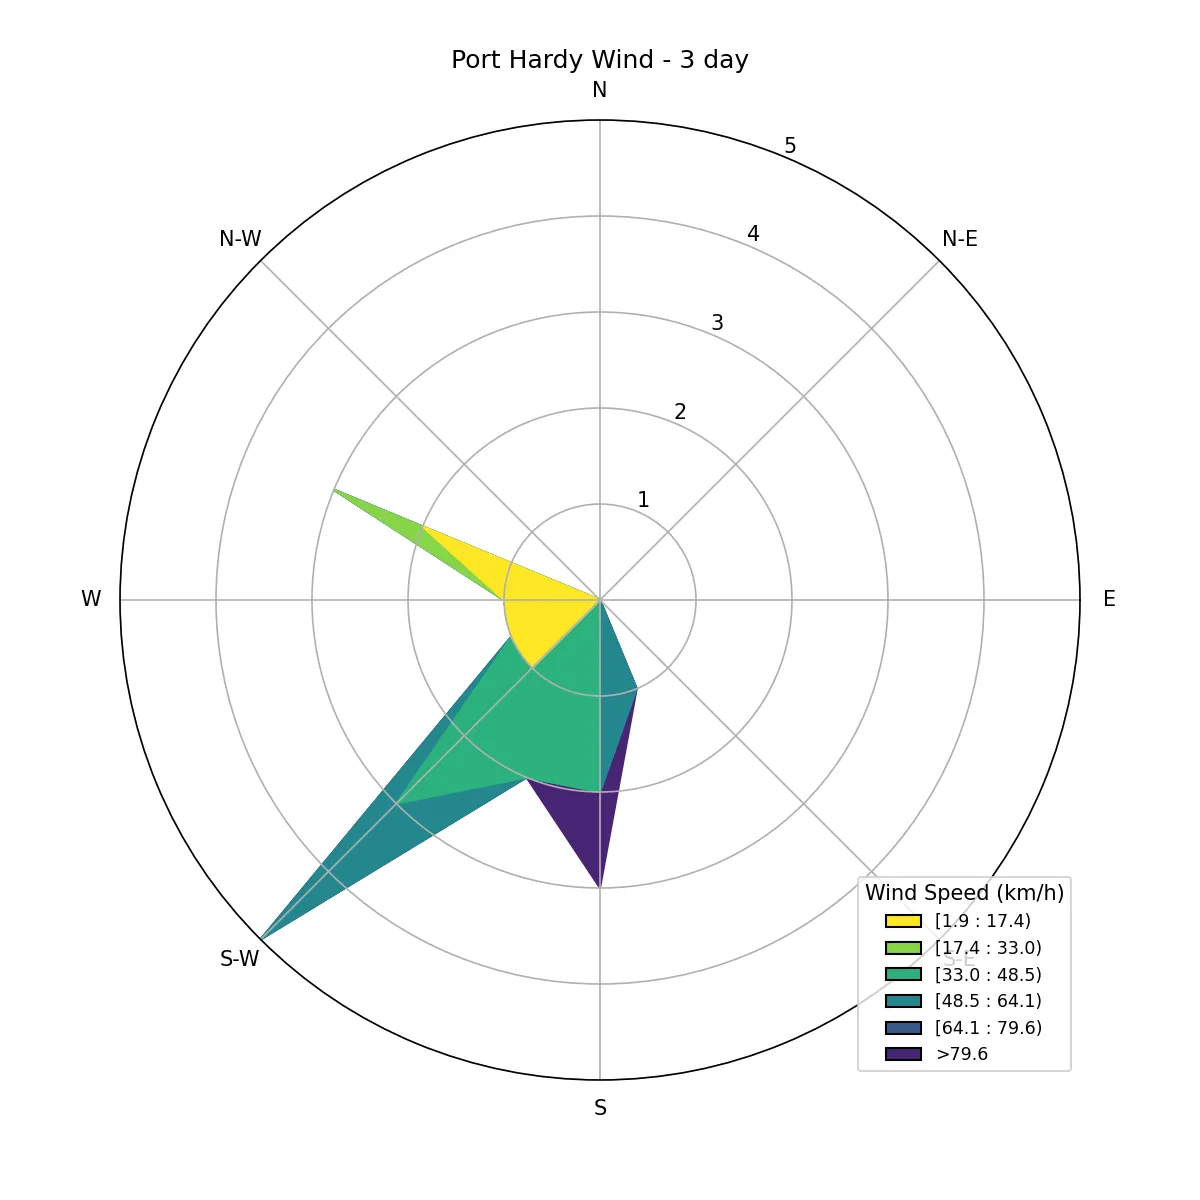 Port Hardy Wind - 3 day
N
5
N-W
N-E
4
3
2
1
W
E
S-W
S-E
S
Wind Speed (km/h)
[1.9 : 17.4)
[17.4 : 33.0)
[33.0 : 48.5)
[48.5 : 64.1)
[64.1 : 79.6)
>79.6